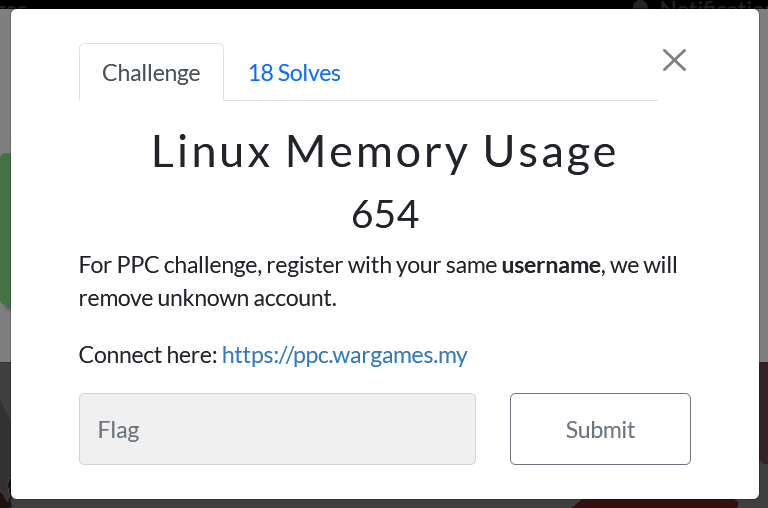 Challenge
18 Solves
Linux Memory Usage
654
For PPC challenge, register with your same username, we will
remove unknown account.
Connect here: https://ppc.wargames.my
Flag
Submit